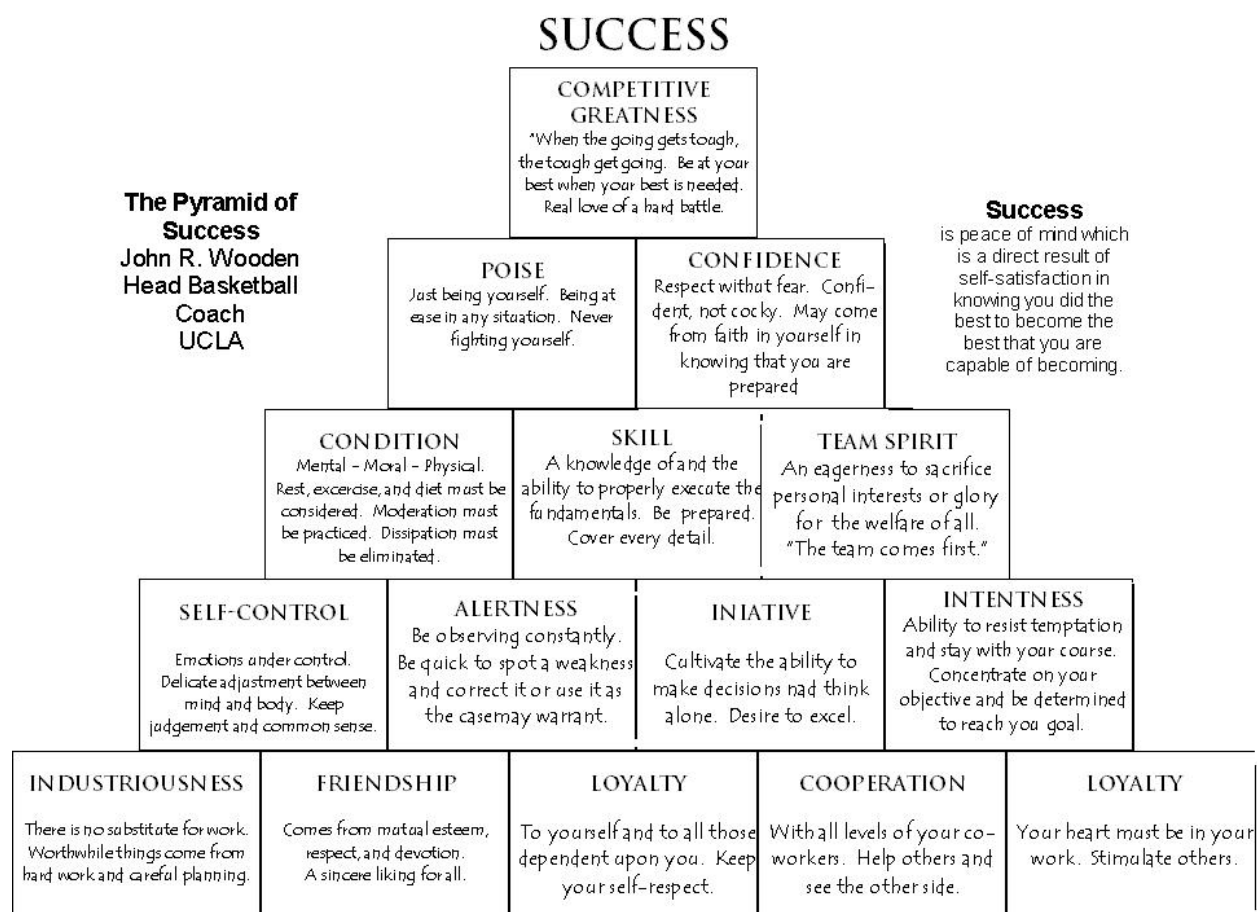 SUCCESS
COMPETITIVE
GREATNESS
"When the going gets tough,
the tough get going. Be at your
best when your best is needed.
Real love of a hard battle.
The Pyramid of
Success
John R. Wooden
Head Basketball
Coach
UCLA
Success
is peace of mind which
is a direct result of
self-satisfaction in
knowing you did the
best to become the
best that you are
capable of becoming.
POISE
Just being yourself. Being at
ease in any situation. Never
fighting yourself.
CONFIDENCE
Respect withut fear. Confi-
dent, not cocky. May come
from faith in yourself in
knowing that you are
prepared
CONDITION
Mental - Moral - Physical.
Rest, excercise, and diet must be
considered. Moderation must
be practiced. Dissipation must
be eliminated.
SKILL
A knowledge of and the
ability to properly execute the
fundamentals. Be prepared.
Cover every detail.
TEAM SPIRIT
An eagerness to sacrifice
personal interests or glory
for the welfare of all.
"The team comes first."
SELF-CONTROL
Emotions under control.
Delicate adjustment between
mind and body. Keep
judgement and common sense.
ALERTNESS
Be observing constantly.
Be quick to spot a weakness
and correct it or use it as
the case may warrant.
INIATIVE
Cultivate the ability to
make decisions nad think
alone. Desire to excel.
INTENTNESS
Ability to resist temptation
and stay with your course.
Concentrate on your
objective and be determined
to reach you goal.
INDUSTRIOUSNESS
There is no substitute for work.
Worthwhile things come from
hard work and careful planning.
FRIENDSHIP
Comes from mutual esteem,
respect, and devotion.
A sincere liking for all.
LOYALTY
To yourself and to all those
dependent upon you. Keep
your self-respect.
COOPERATION
With all levels of your co-
workers. Help others and
see the other side.
LOYALTY
Your heart must be in your
work. Stimulate others.